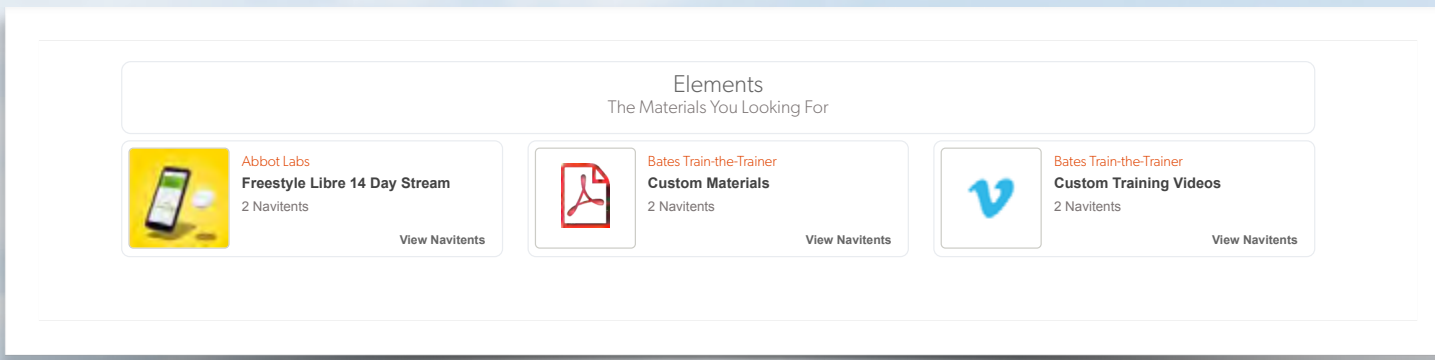 Elements
The Materials You Looking For
Abbot Labs
Freestyle Libre 14 Day Stream
2 Navitents
View Navitents
Bates Train-the-Trainer
Custom Materials
2 Navitents
View Navitents
Bates Train-the-Trainer
Custom Training Videos
2 Navitents
View Navitents